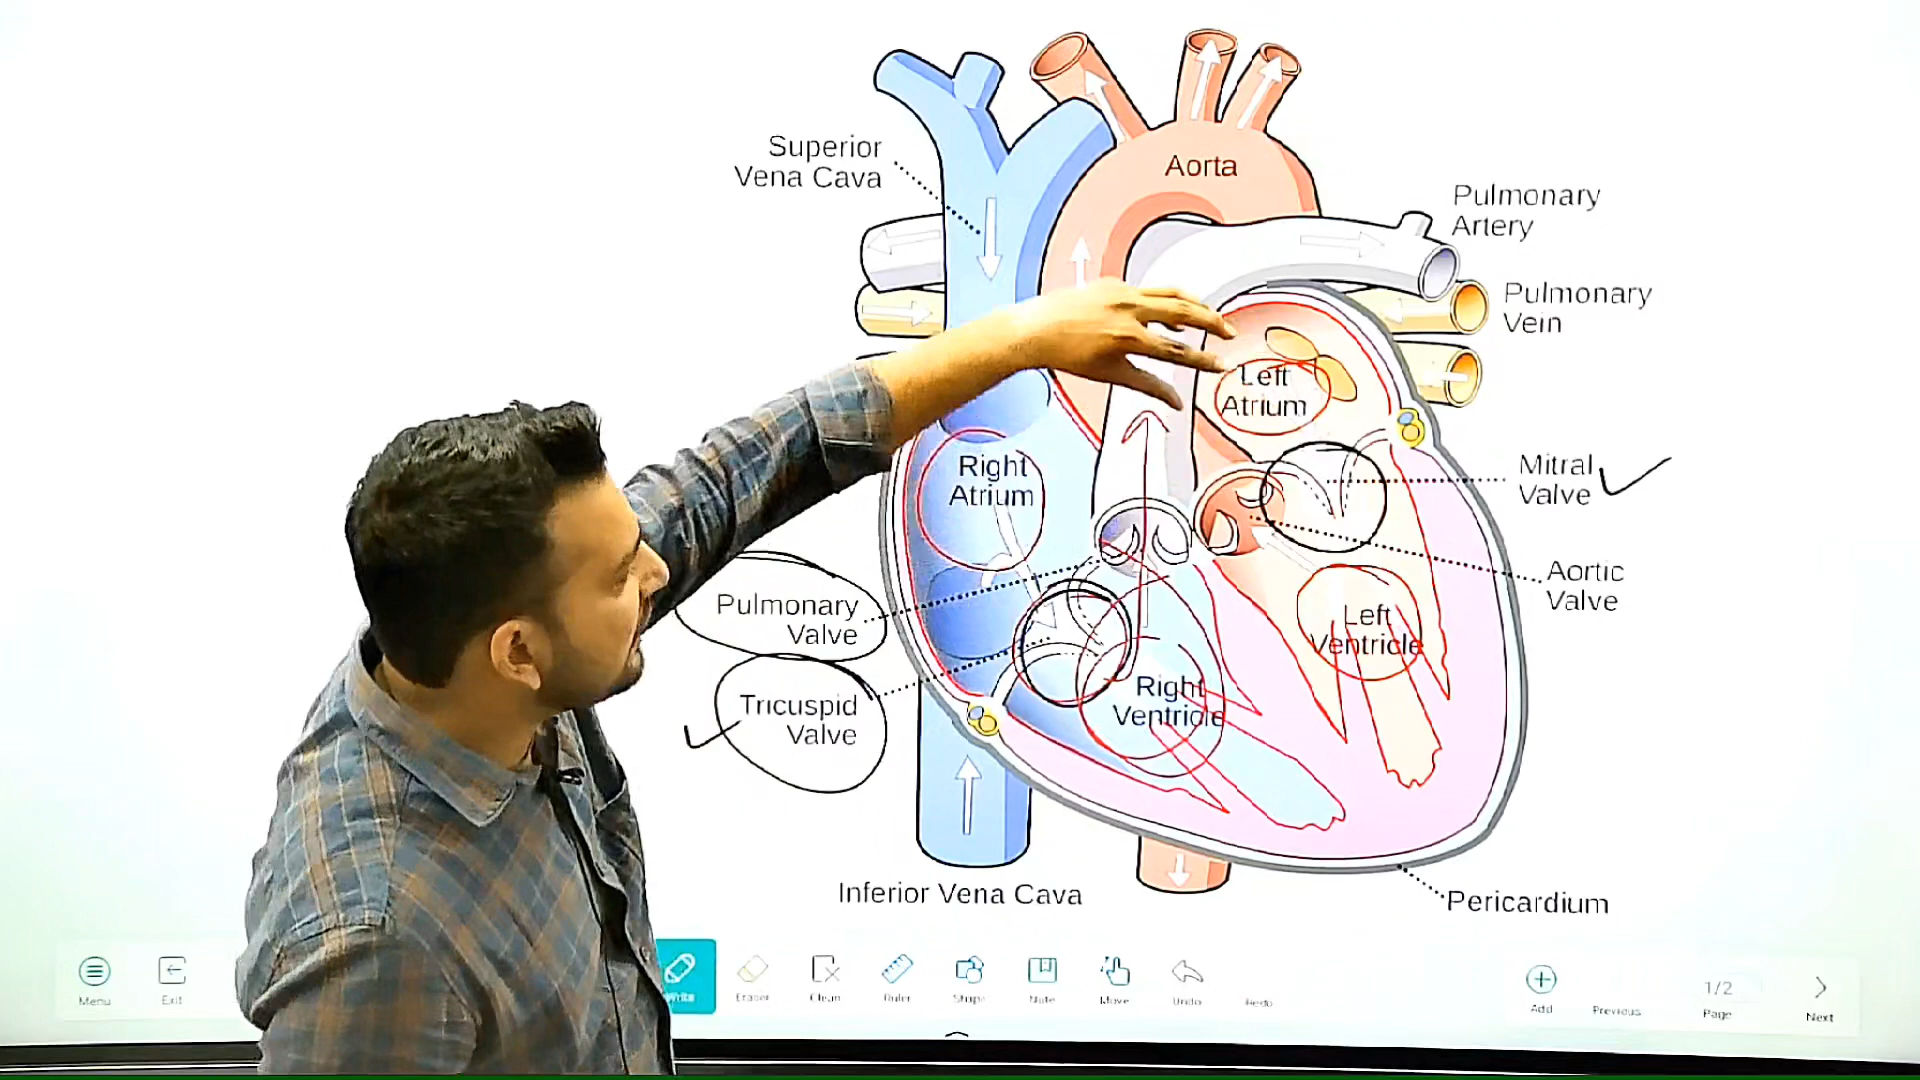 Superior
Vena Cava
Aorta
Pulmonary
Artery
Pulmonary
Vein
Left
Atrium
Right
Atrium
Mitral
Valve
Aortic
Valve
Pulmonary
Valve
Left
Ventricle
Tricuspid
Valve
Right
Ventricle
Inferior Vena Cava
Pericardium
Menu
Exit
Write
Eraser
Clean
Ruler
Shape
Note
Move
Undo
Redo
Add
Previous
1/2
Page
Next